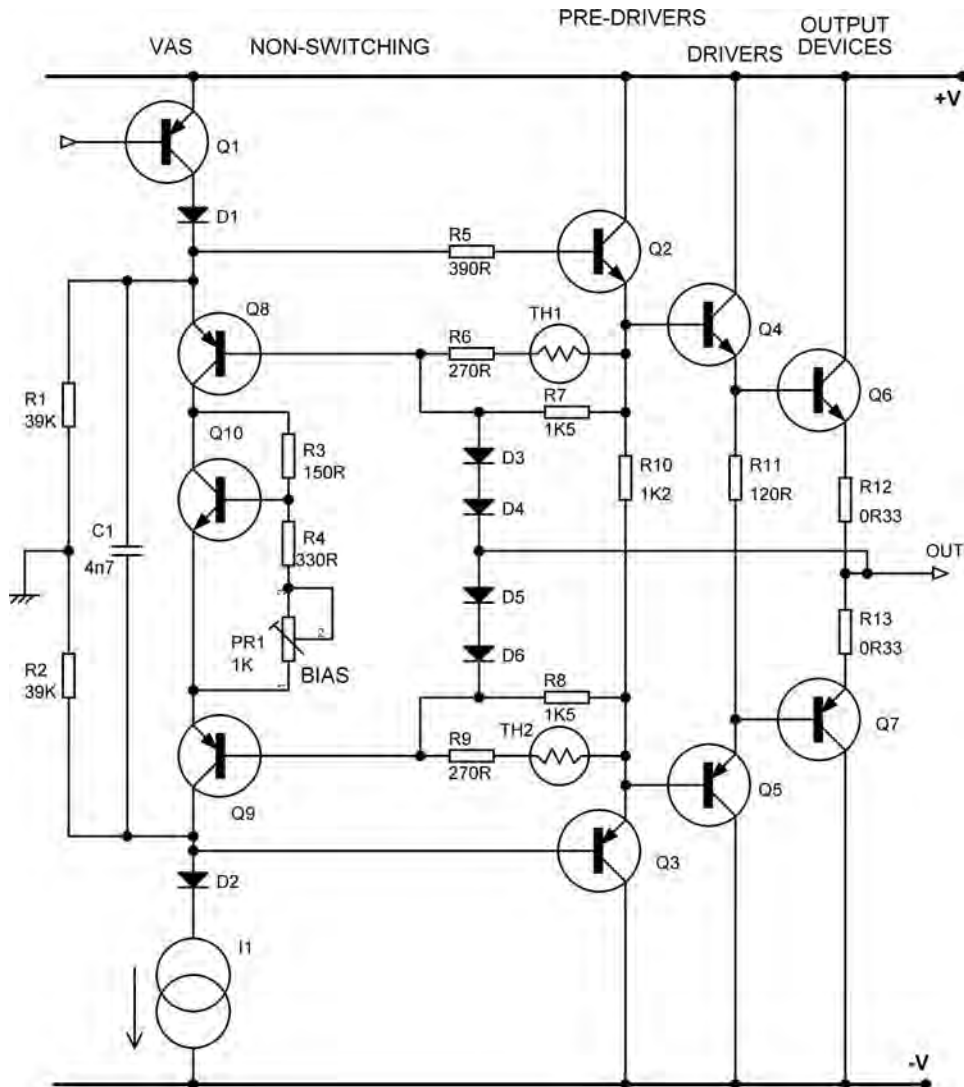 PRE-DRIVERS
OUTPUT
DEVICES
VAS
NON-SWITCHING
DRIVERS
+V
Q1
D1
R5
390R
Q2
Q8
TH1
Q4
R6
270R
R7
1K5
Q6
R1
39K
Q10
R3
150R
D3
R10
1K2
R11
120R
R12
0R33
D4
C1
4n7
R4
330R
OUT
3
D5
R13
0R33
R2
39K
PR1
1K
2
BIAS
1
D6
R8
1K5
TH2
R9
270R
Q7
Q9
Q5
Q3
D2
I1
-V